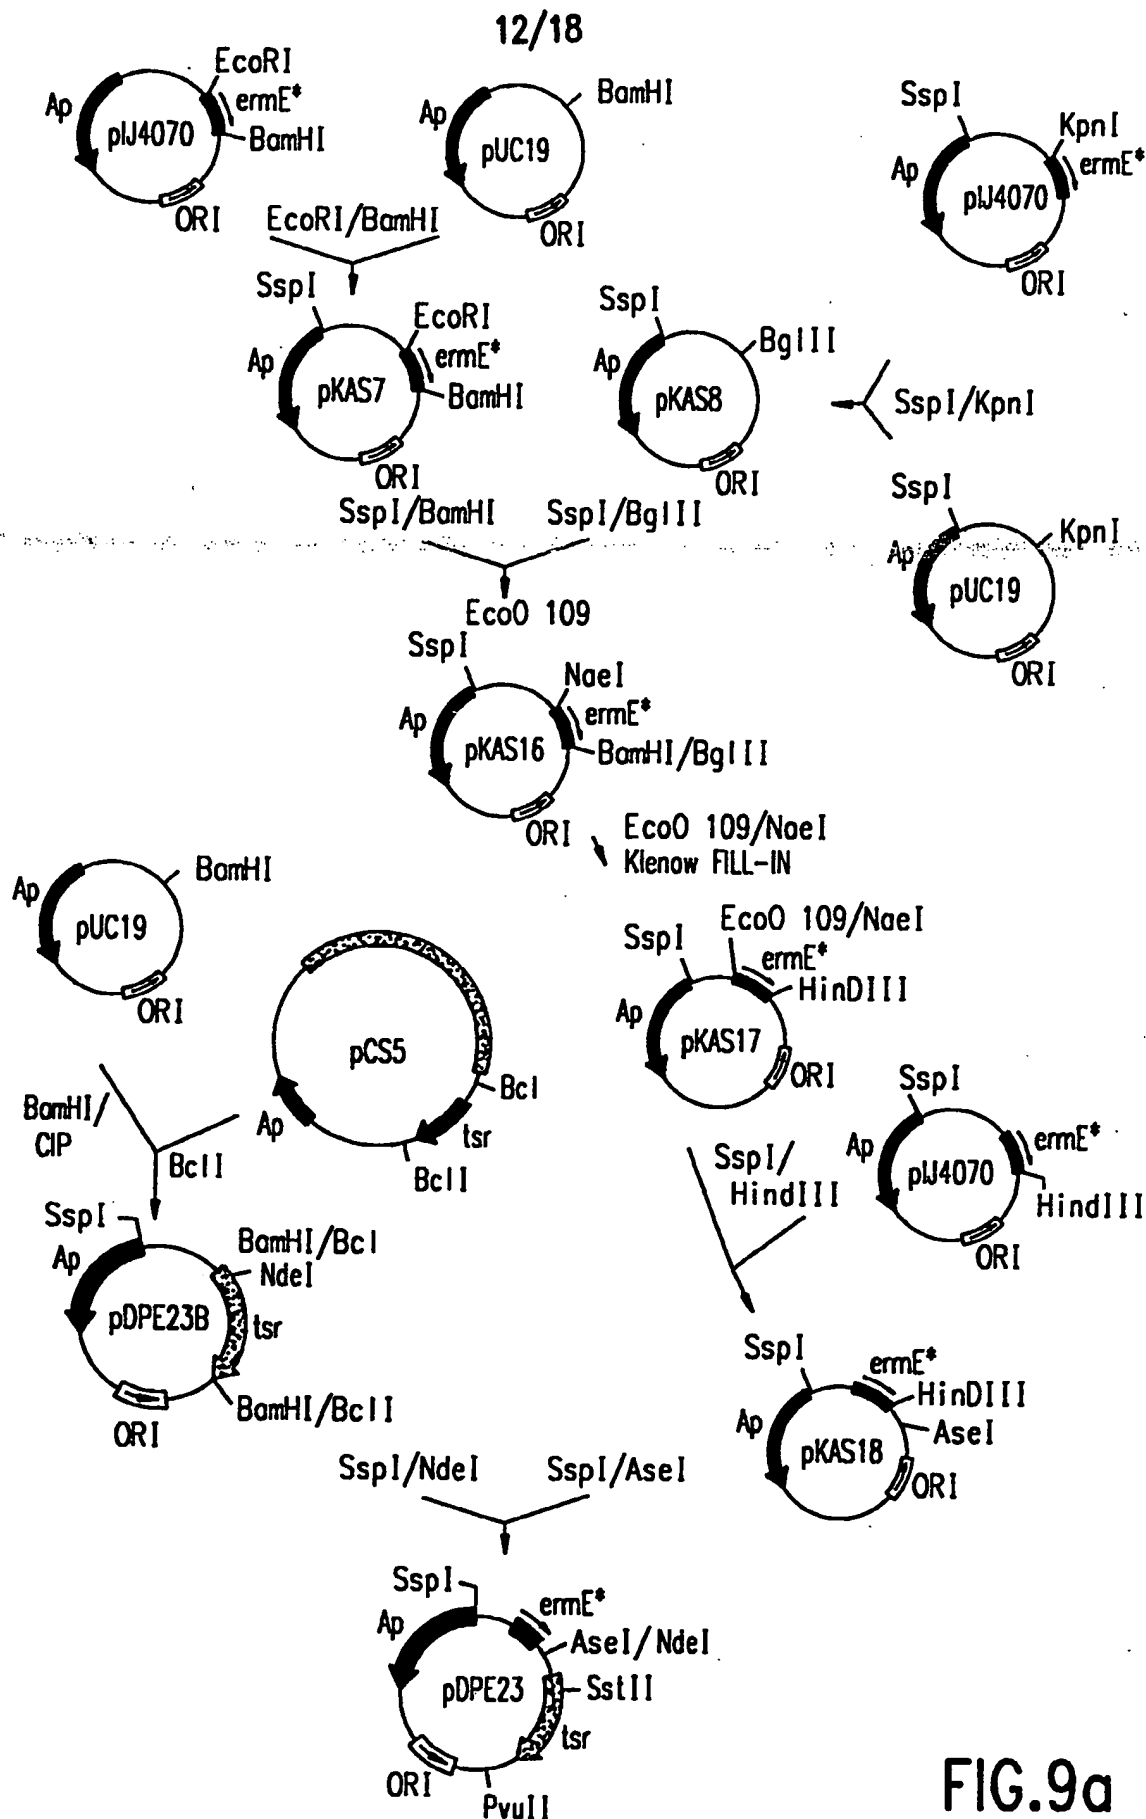 12/18
EcoRI
Ap
ermE*
pIJ4070
BamHI
ORI
BamHI
Ap
pUC19
ORI
SspI
KpnI
Ap
ermE*
pIJ4070
ORI
EcoRI/BamHI
SspI
EcoRI
Ap
ermE*
pKAS7
BamHI
ORI
SspI
BglII
Ap
pKAS8
ORI
SspI/KpnI
SspI
KpnI
Ap
pUC19
ORI
SspI/BamHI
SspI/BglII
EcoO 109
SspI
NaeI
Ap
ermE*
pKAS16
BamHI/BglII
ORI
EcoO 109/NaeI
Klenow FILL-IN
BamHI
Ap
pUC19
ORI
pCS5
BclI
Ap
tsr
BclI
EcoO 109/NaeI
SspI
ermE*
HinDIII
Ap
pKAS17
ORI
BamHI/
CIP
BclI
SspI/
HindIII
SspI
Ap
ermE*
pIJ4070
HindIII
ORI
SspI
BamHI/BclI
NdeI
Ap
pDPE23B
tsr
BamHI/BclI
ORI
SspI
ermE*
HinDIII
Ap
AseI
pKAS18
ORI
SspI/NdeI
SspI/AseI
SspI
ermE*
Ap
AseI/NdeI
pDPE23
SstII
tsr
ORI
PvuII
FIG.9a